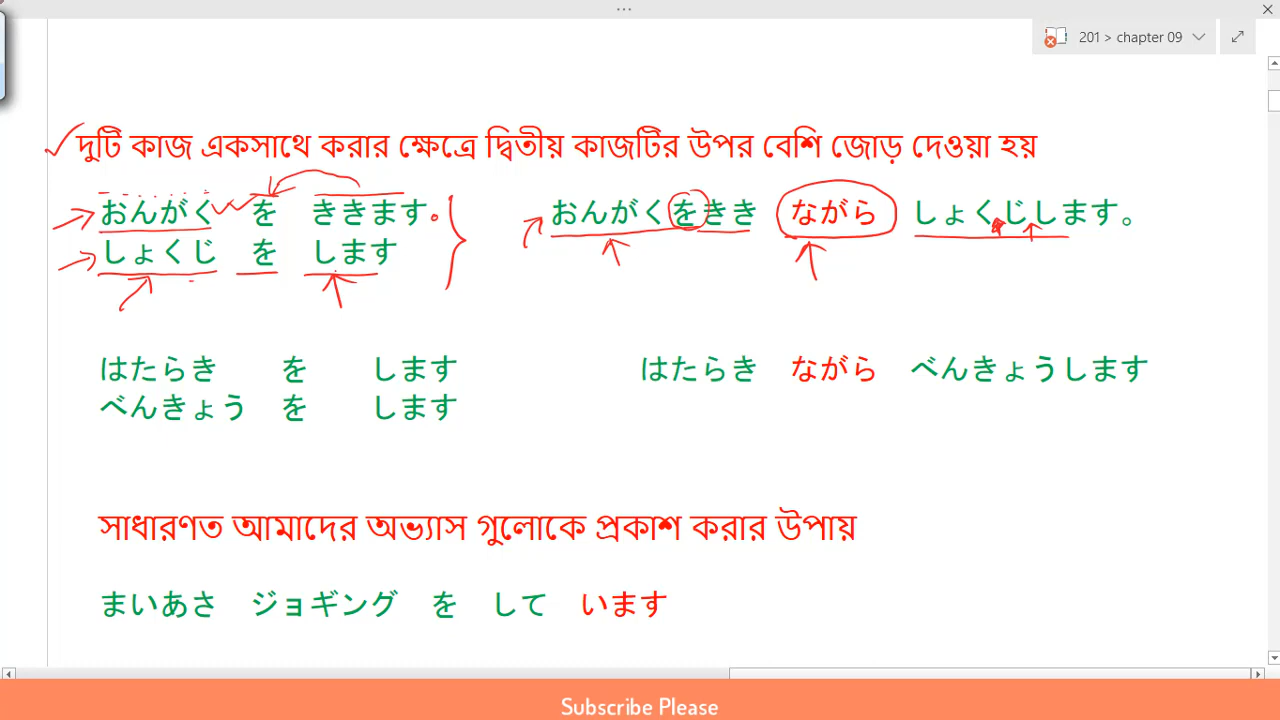 201 > chapter 09
দুটি কাজ একসাথে করার ক্ষেত্রে দ্বিতীয় কাজটির উপর বেশি জোড় দেওয়া হয়
おんがく を ききます。
しょくじ を します
おんがくをきき ながら しょくじします。
はたらき を します
べんきょう を します
はたらき ながら べんきょうします
সাধারণত আমাদের অভ্যাস গুলোকে প্রকাশ করার উপায়
まいあさ ジョギング を して います
Subscribe Please